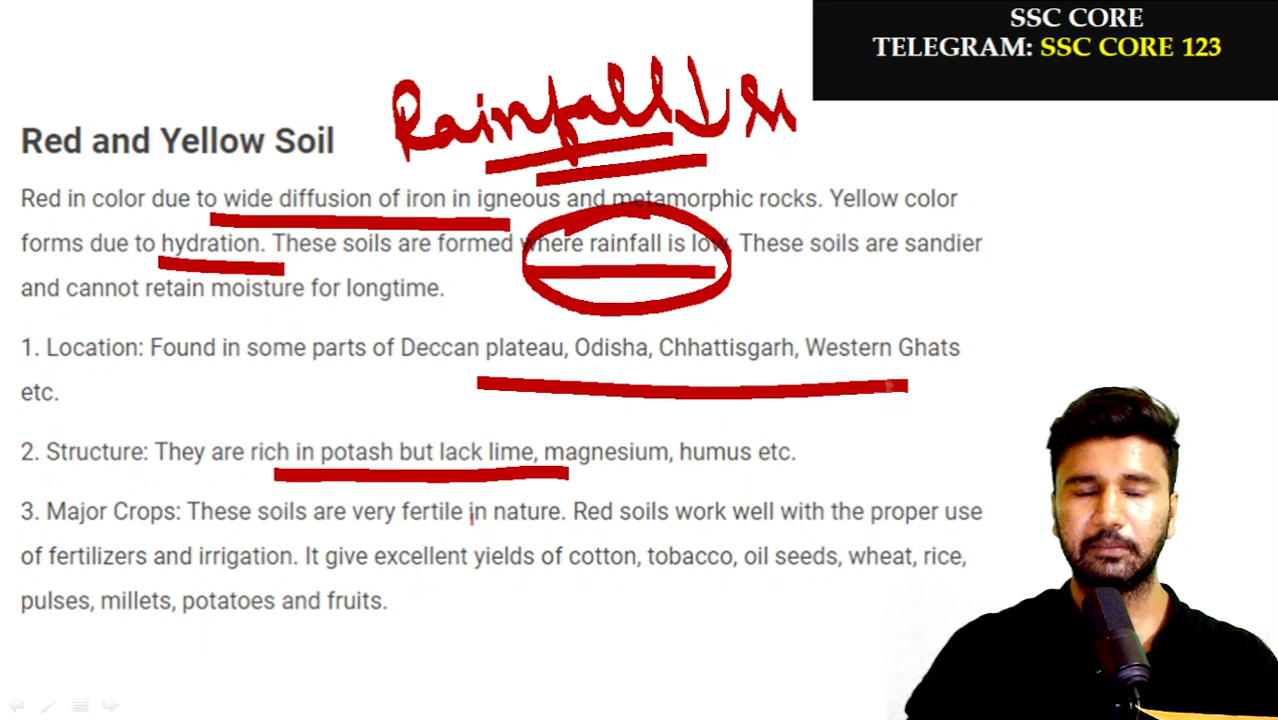 SSC CORE
TELEGRAM: SSC CORE 123
Rainfall
Red and Yellow Soil
Red in color due to wide diffusion of iron in igneous and metamorphic rocks. Yellow color
forms due to hydration. These soils are formed where rainfall is low. These soils are sandier
and cannot retain moisture for longtime.
1. Location: Found in some parts of Deccan plateau, Odisha, Chhattisgarh, Western Ghats
etc.
2. Structure: They are rich in potash but lack lime, magnesium, humus etc.
3. Major Crops: These soils are very fertile in nature. Red soils work well with the proper use
of fertilizers and irrigation. It give excellent yields of cotton, tobacco, oil seeds, wheat, rice,
pulses, millets, potatoes and fruits.